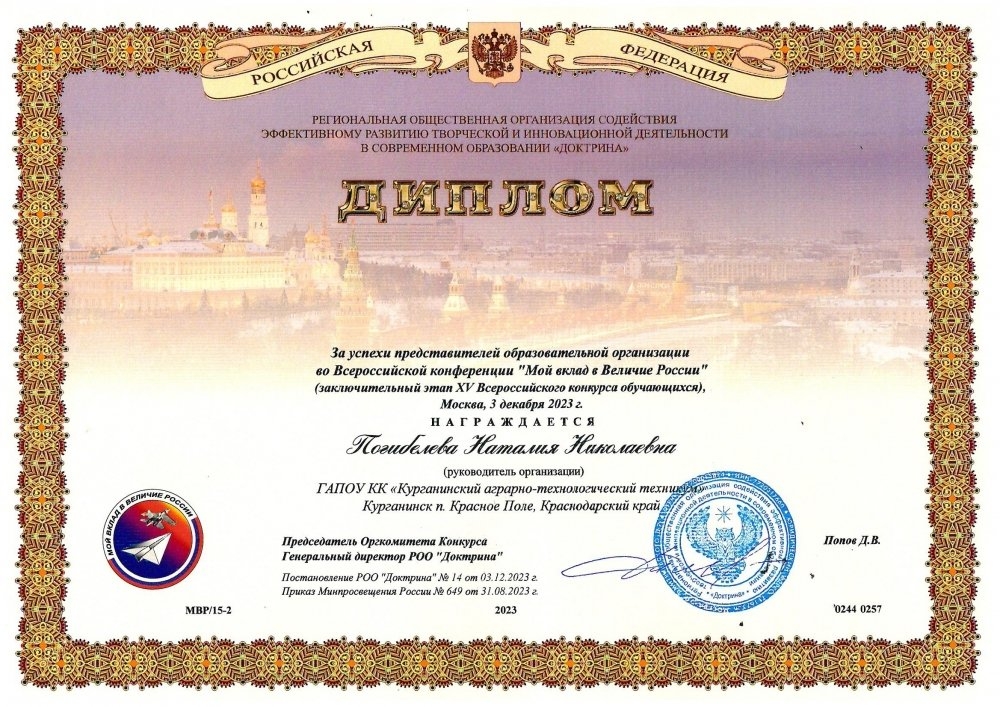 РОССИЙСКАЯ ФЕДЕРАЦИЯ
РЕГИОНАЛЬНАЯ ОБЩЕСТВЕННАЯ ОРГАНИЗАЦИЯ СОДЕЙСТВИЯ
ЭФФЕКТИВНОМУ РАЗВИТИЮ ТВОРЧЕСКОЙ И ИННОВАЦИОННОЙ ДЕЯТЕЛЬНОСТИ
В СОВРЕМЕННОМ ОБРАЗОВАНИИ «ДОКТРИНА»
ДИПЛОМ
За успехи представителей образовательной организации
во Всероссийской конференции "Мой вклад в Величие России"
(заключительный этап XV Всероссийского конкурса обучающихся),
Москва, 3 декабря 2023 г.
НАГРАЖДАЕТСЯ
Погибелева Наталия Николаевна
(руководитель организации)
ГАПОУ КК «Курганинский аграрно-технологический техникум»
Курганинск п. Красное Поле, Краснодарский край
МОЙ ВКЛАД В ВЕЛИЧИЕ РОССИИ
Председатель Оргкомитета Конкурса
Генеральный директор РОО "Доктрина"
Попов Д.В.
Постановление РОО "Доктрина" № 14 от 03.12.2023 г.
Приказ Минпросвещения России № 649 от 31.08.2023 г.
«Доктрина»
МВР/15-2
2023
0244 0257